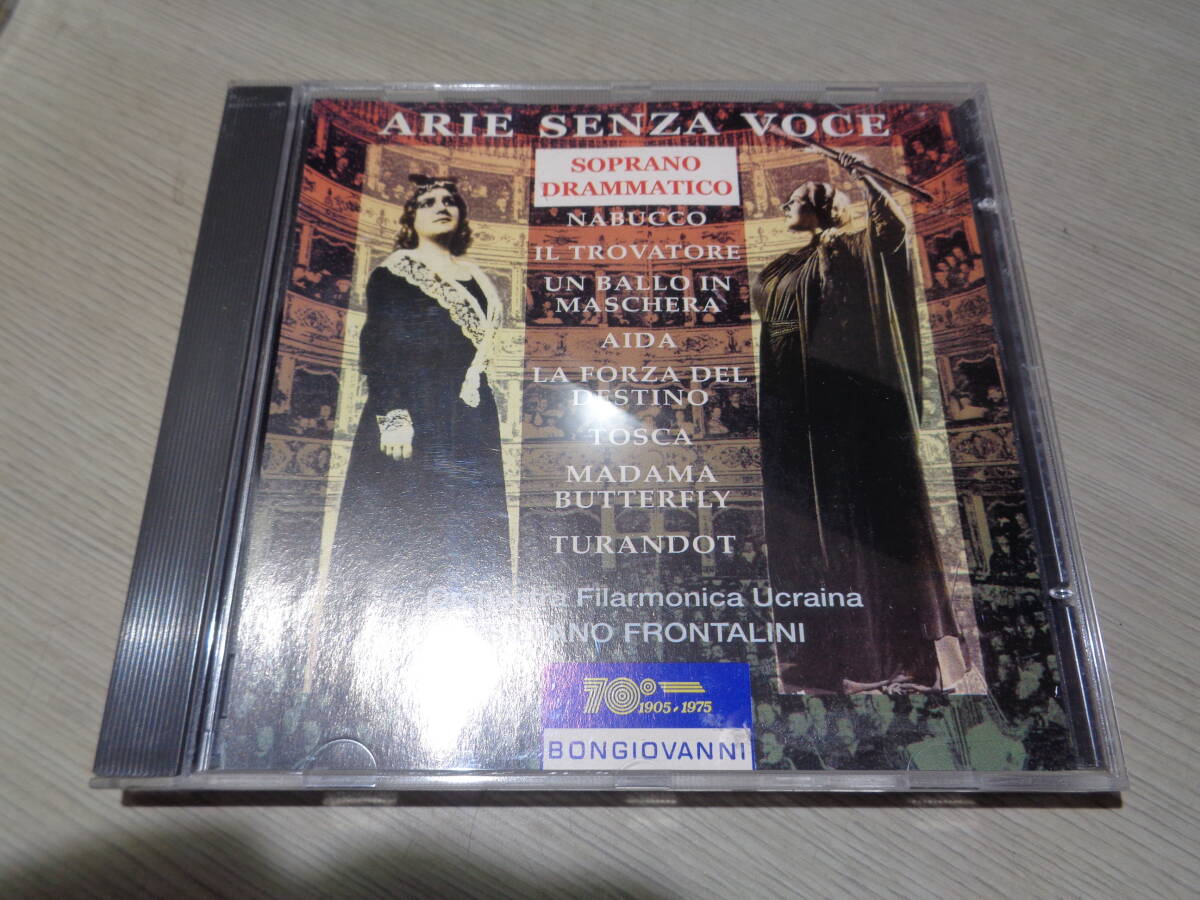 ARIE SENZA VOCE
SOPRANO
DRAMMATICO
NABUCCO
IL TROVATORE
UN BALLO IN
MASCHERA
AIDA
LA FORZA DEL
DESTINO
TOSCA
MADAMA
BUTTERFLY
TURANDOT
Filarmonica Ucraina
FRONTALINI
70°
1905 - 1975
BONGIOVANNI